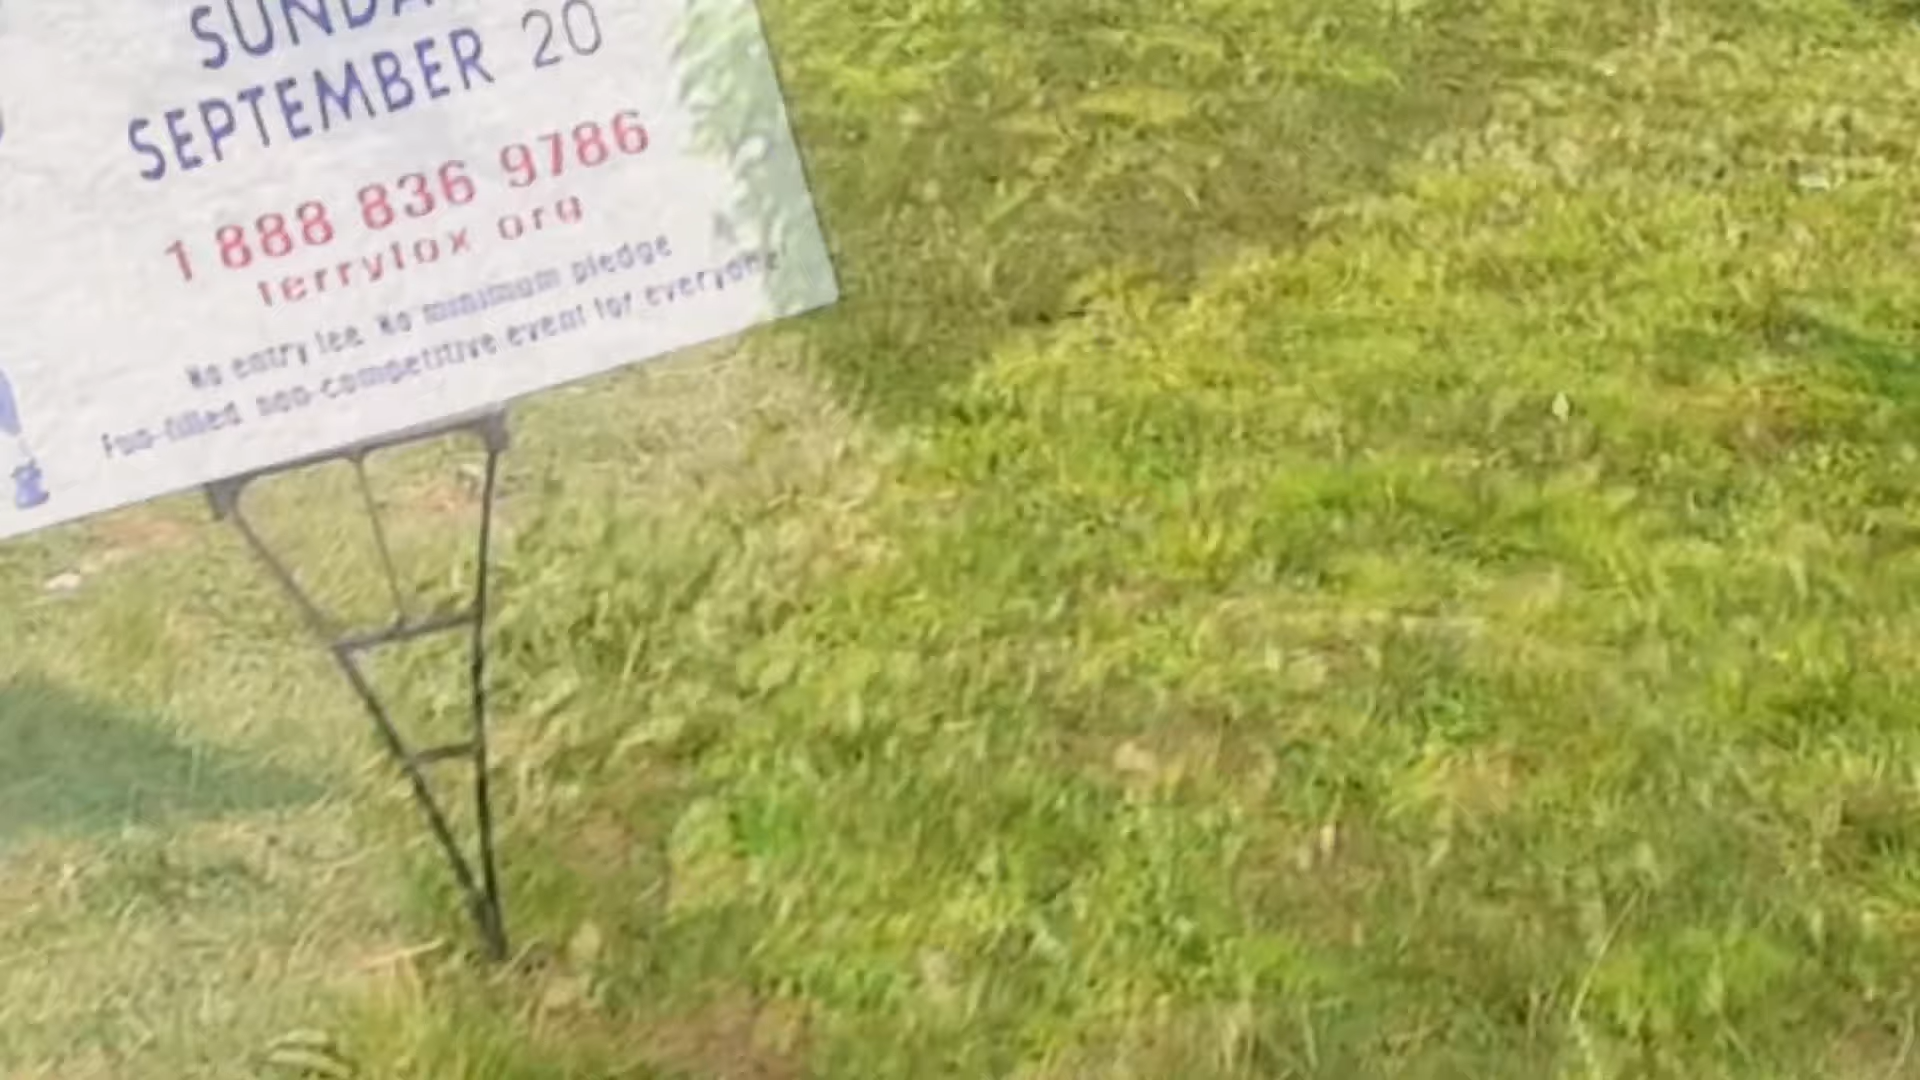 SUNDA
SEPTEMBER 20
1 888 836 9786
terryfox org
No entry fee. No minimum pledge
Fun-filled non-competitive event for everyone!